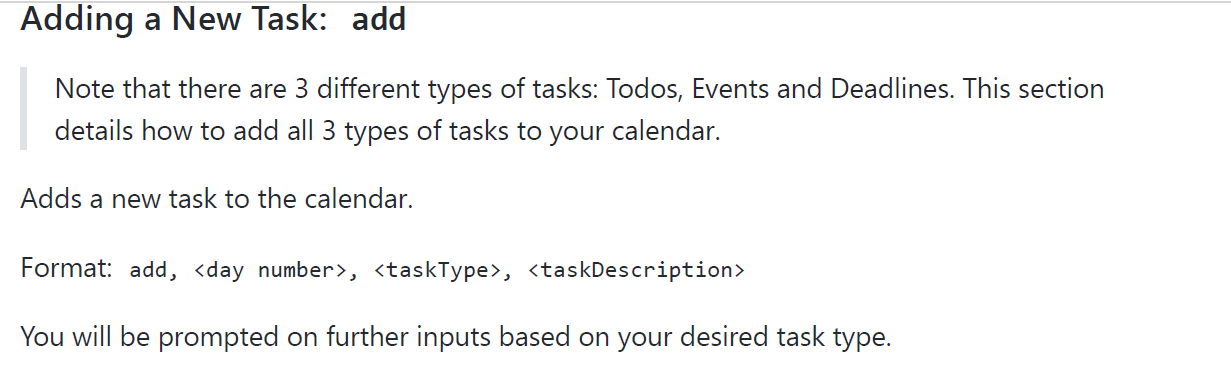 Adding a New Task: add
Note that there are 3 different types of tasks: Todos, Events and Deadlines. This section
details how to add all 3 types of tasks to your calendar.
Adds a new task to the calendar.
Format: add, <day number>, <taskType>, <taskDescription>
You will be prompted on further inputs based on your desired task type.